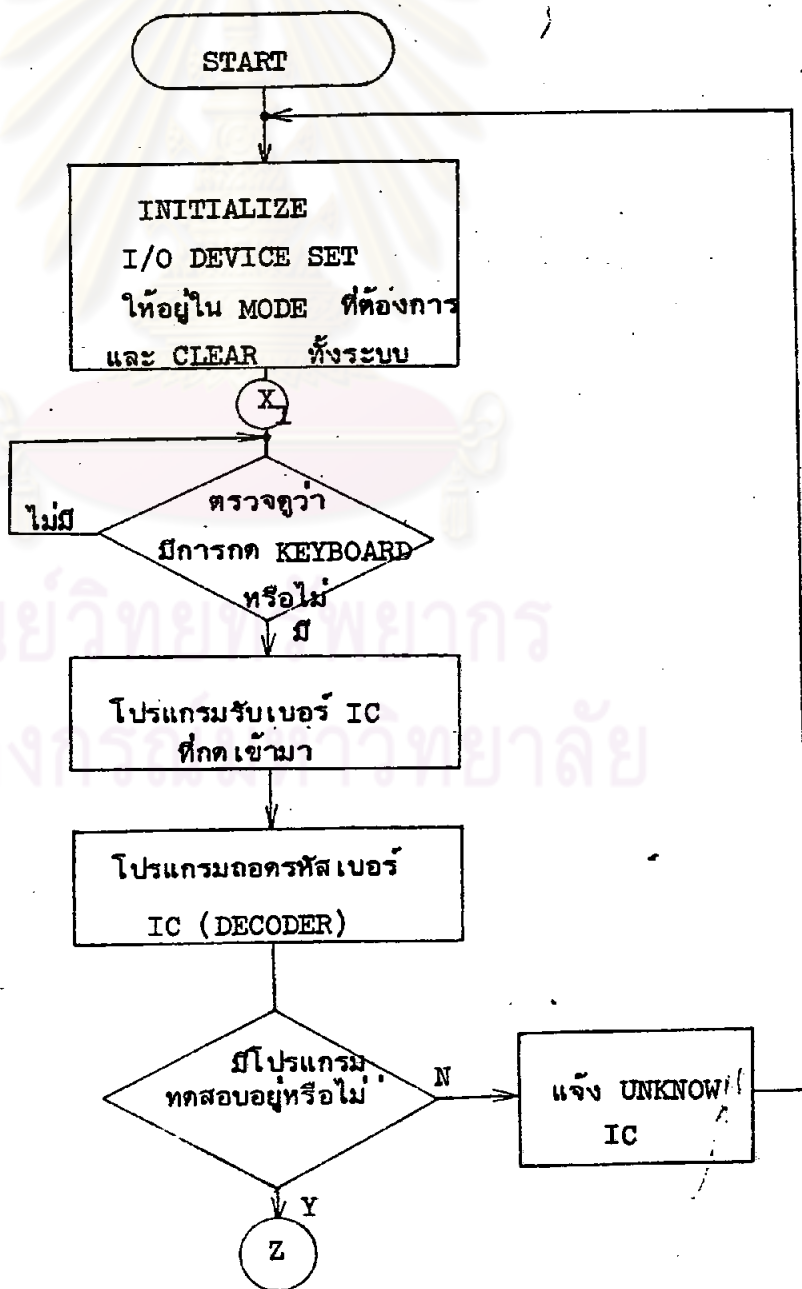 START
INITIALIZE
I/O DEVICE SET
ให้อยู่ใน MODE ที่ต้องการ
และ CLEAR ทั้งระบบ
X1
ตรวจดูว่า
ไม่มี
มีการกด KEYBOARD
หรือไม่
มี
โปรแกรมรับเบอร์ IC
ที่กดเข้ามา
โปรแกรมถอดรหัสเบอร์
IC (DECODER)
มีโปรแกรม
ทดสอบอยู่หรือไม่
N
แจ้ง UNKNOW
IC
Y
Z